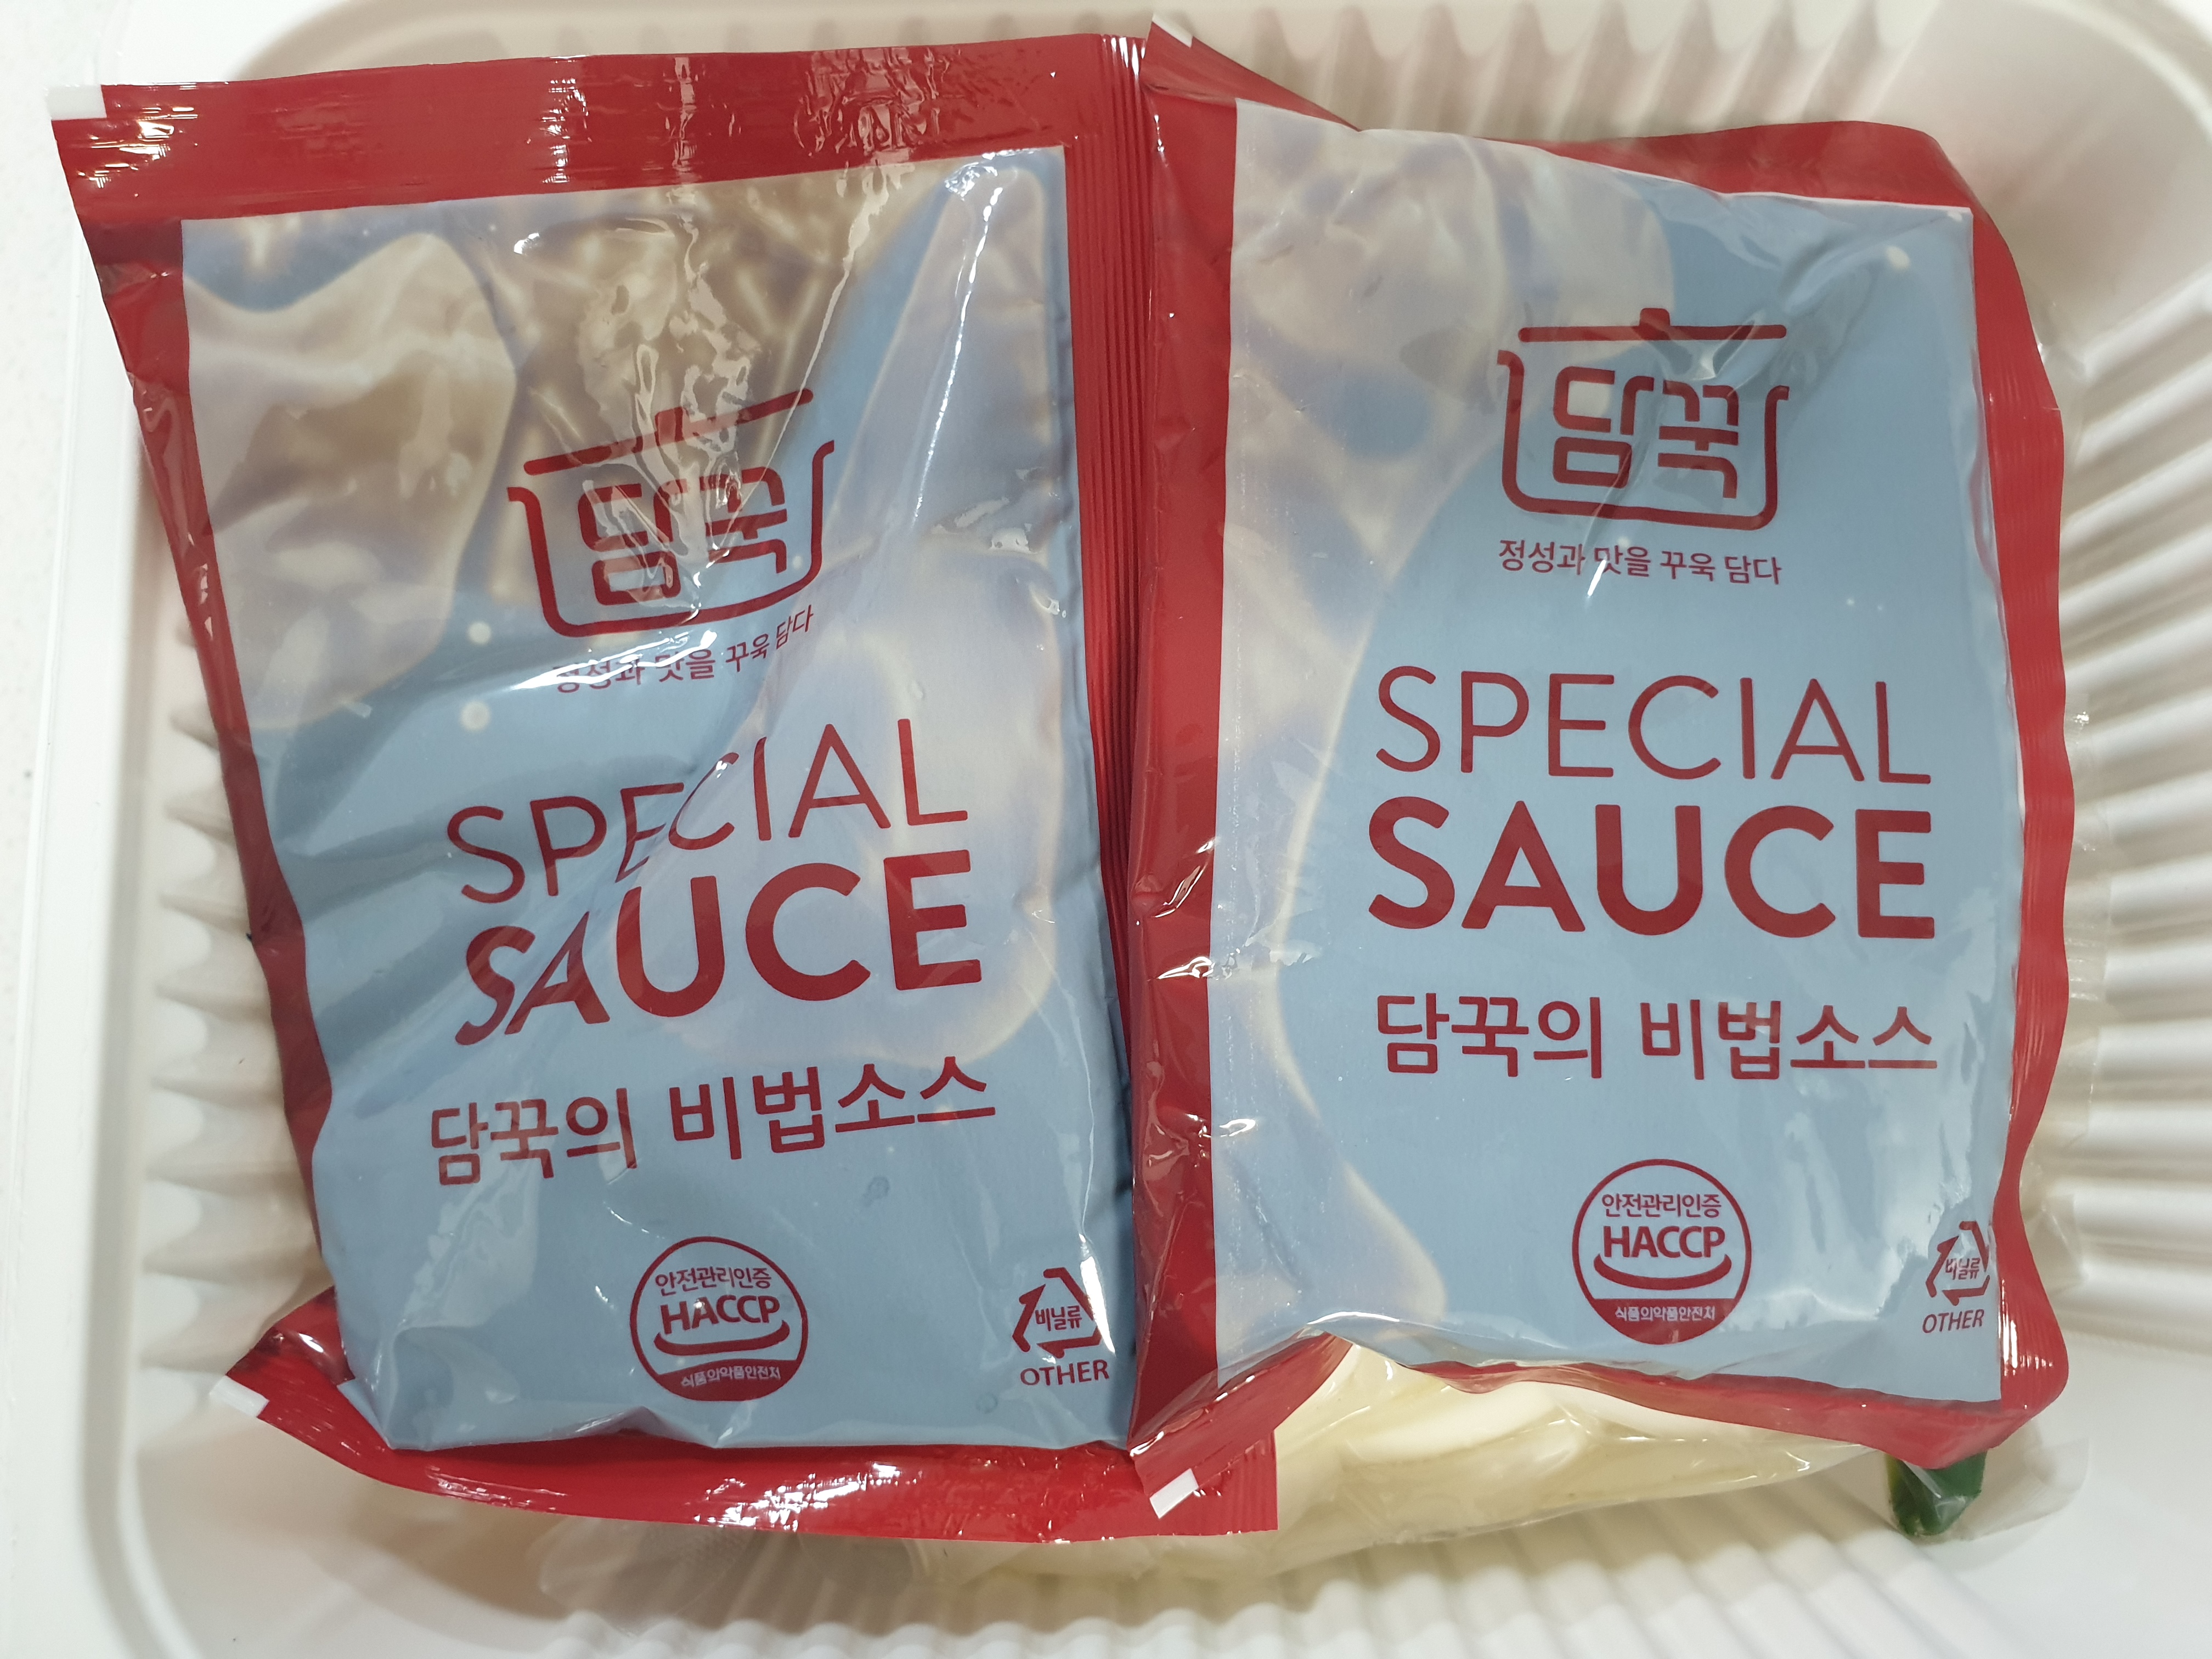 담꾹
정성과 맛을 꾸욱 담다
SPECIAL
SAUCE
담꾹의 비법소스
안전관리인증
HACCP
식품의약품안전처
비닐류
OTHER
담꾹
정성과 맛을 꾸욱 담다
SPECIAL
SAUCE
담꾹의 비법소스
안전관리인증
HACCP
식품의약품안전처
비닐류
OTHER